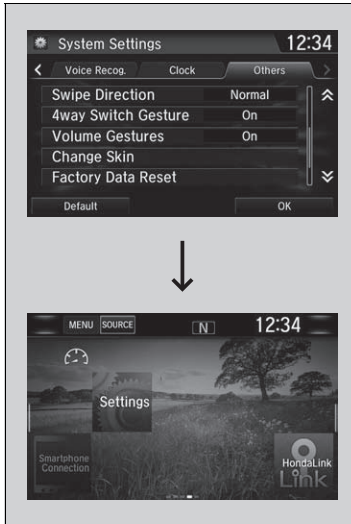 System Settings 12:34
Voice Recog. Clock Others
Swipe Direction Normal
4way Switch Gesture On
Volume Gestures On
Change Skin
Factory Data Reset
Default OK
MENU SOURCE N 12:34
Settings
Smartphone
Connection
HondaLink
Link